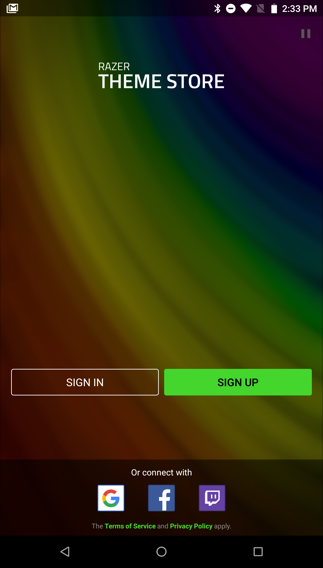 2:33 PM
RAZER
THEME STORE
SIGN IN
SIGN UP
Or connect with
The Terms of Service and Privacy Policy apply.